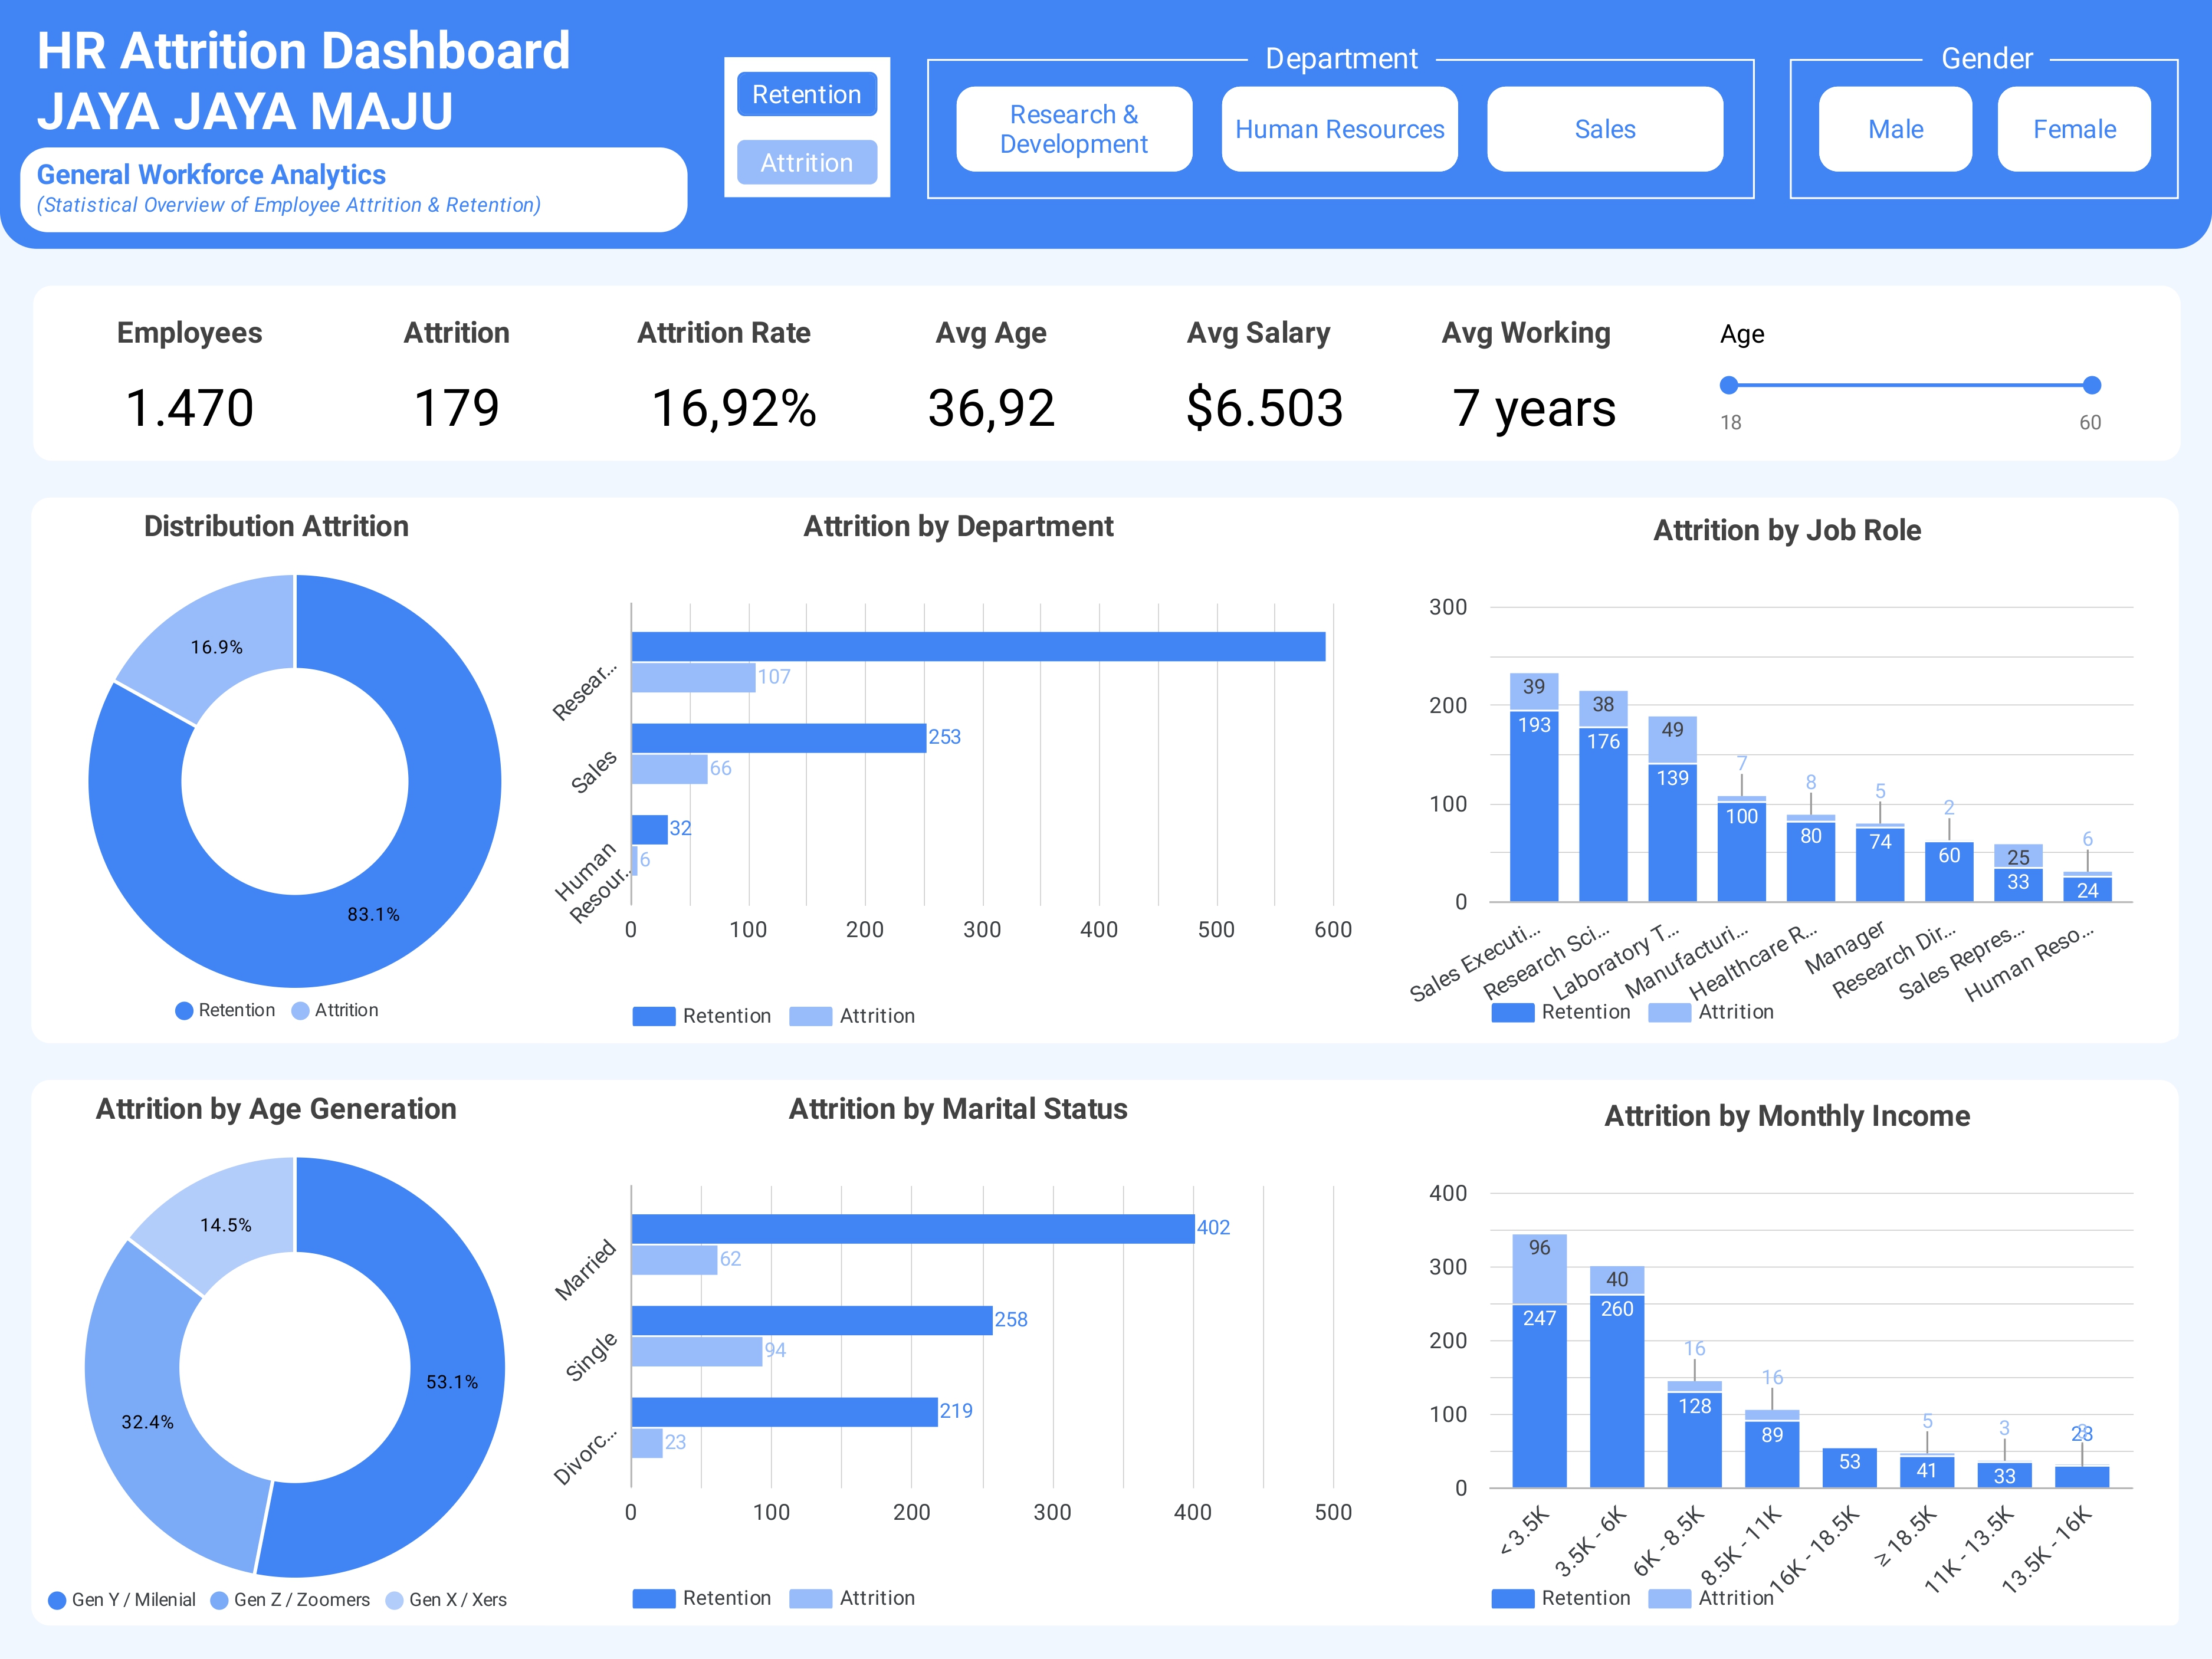 HR Attrition Dashboard
JAYA JAYA MAJU
General Workforce Analytics
(Statistical Overview of Employee Attrition & Retention)
Retention
Attrition
Department
Research &
Development
Human Resources
Sales
Gender
Male
Female
Employees
1.470
Attrition
179
Attrition Rate
16,92%
Avg Age
36,92
Avg Salary
$6.503
Avg Working
7 years
Age
18
60
Distribution Attrition
16.9%
83.1%
Retention
Attrition
Attrition by Department
Resear...
107
Sales
253
66
Human
Resour...
32
6
0 100 200 300 400 500 600
Retention
Attrition
Attrition by Job Role
300
200
100
0
39
193
38
176
49
139
7
100
8
80
5
74
2
60
25
33
6
24
Sales Executi...
Research Sci...
Laboratory T...
Manufacturi...
Healthcare R...
Manager
Research Dir...
Sales Repres...
Human Reso...
Retention
Attrition
Attrition by Age Generation
14.5%
53.1%
32.4%
Gen Y / Milenial
Gen Z / Zoomers
Gen X / Xers
Attrition by Marital Status
Married
402
62
Single
258
94
Divorc...
219
23
0 100 200 300 400 500
Retention
Attrition
Attrition by Monthly Income
400
300
200
100
0
96
247
40
260
16
128
16
89
53
5
41
3
33
28
< 3.5K
3.5K - 6K
6K - 8.5K
8.5K - 11K
16K - 18.5K
≥ 18.5K
11K - 13.5K
13.5K - 16K
Retention
Attrition